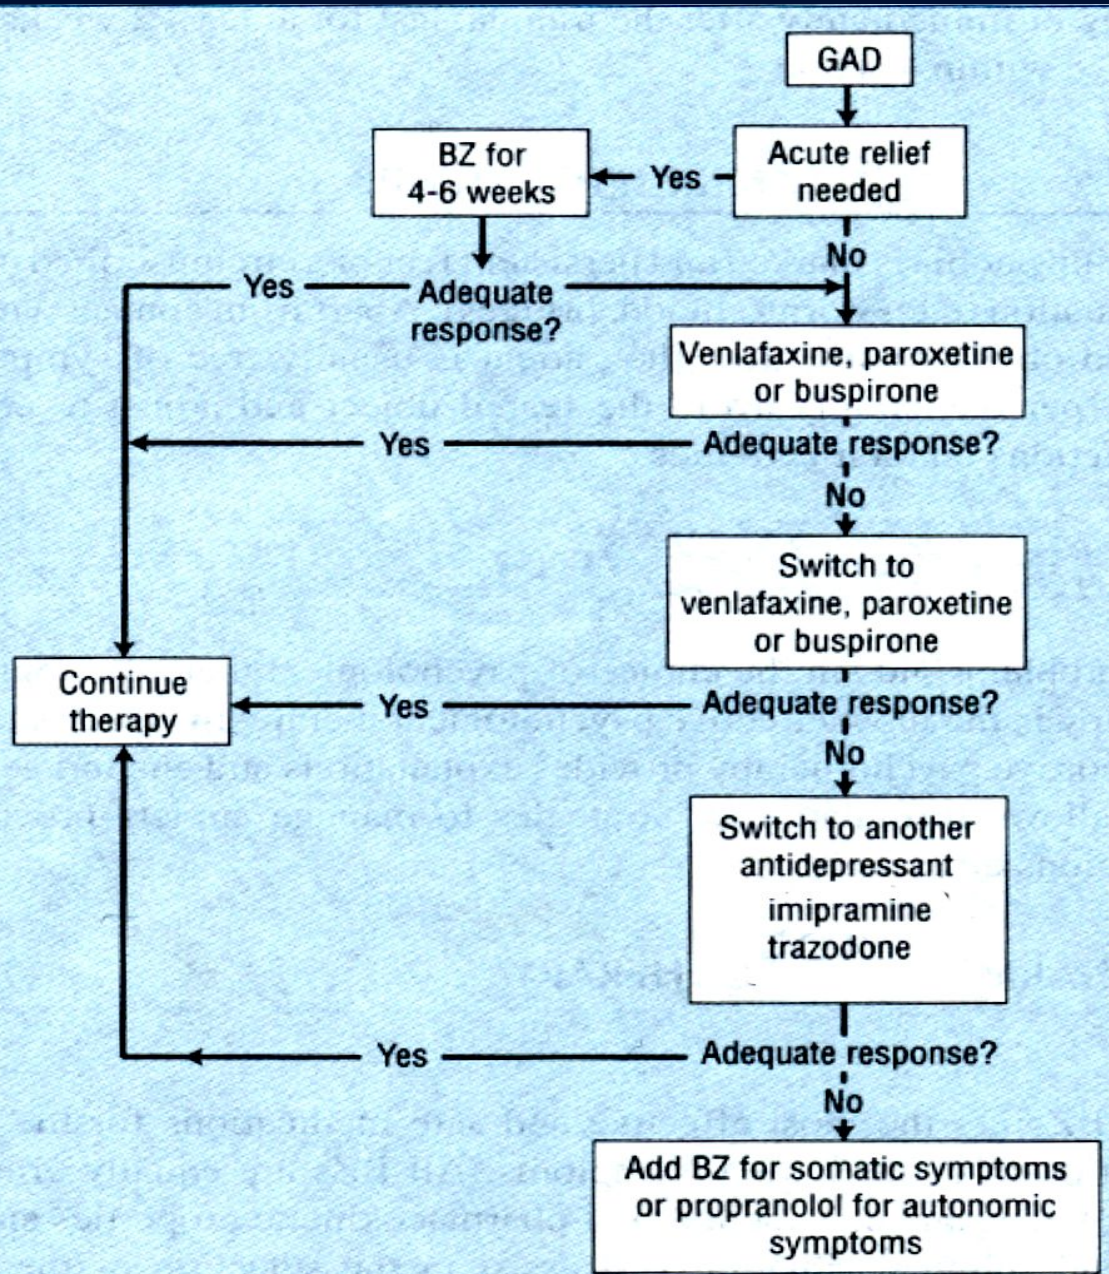 GAD
Acute relief
needed
Yes
BZ for
4-6 weeks
No
Yes
Adequate
response?
Venlafaxine, paroxetine
or buspirone
Yes
Adequate response?
No
Switch to
venlafaxine, paroxetine
or buspirone
Continue
therapy
Yes
Adequate response?
No
Switch to another
antidepressant
imipramine
trazodone
Yes
Adequate response?
No
Add BZ for somatic symptoms
or propranolol for autonomic
symptoms